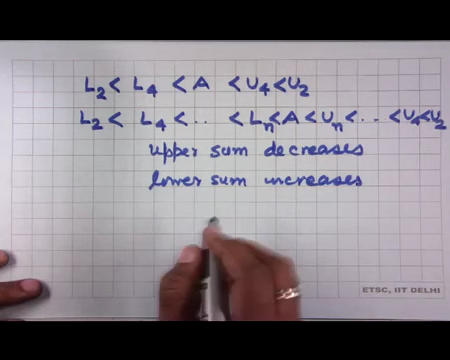 L₂ < L₄ < A < U₄ < U₂
L₂ < L₄ < .. < Lₙ < A < Uₙ < .. < U₄ < U₂
upper sum decreases
lower sum increases
ETSC, IIT DELHI